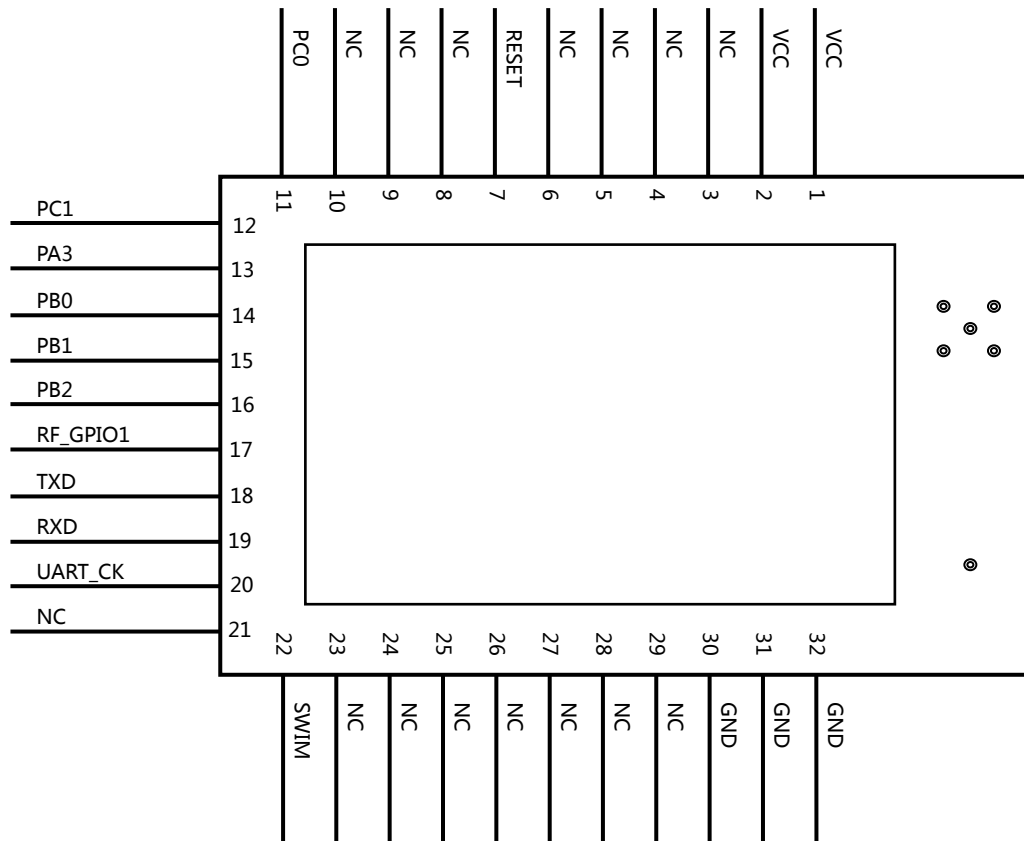 PC0 NC NC NC RESET NC NC NC NC VCC VCC
11 10 9 8 7 6 5 4 3 2 1
PC1 12
PA3 13
PB0 14
PB1 15
PB2 16
RF_GPIO1 17
TXD 18
RXD 19
UART_CK 20
NC 21
22 23 24 25 26 27 28 29 30 31 32
SWIM NC NC NC NC NC NC NC GND GND GND